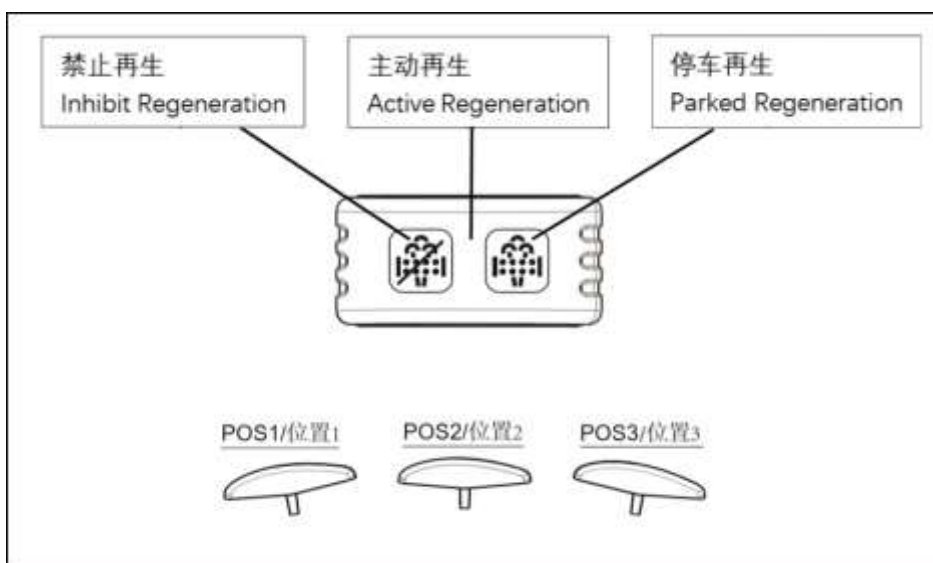 禁止再生
Inhibit Regeneration
主动再生
Active Regeneration
停车再生
Parked Regeneration
POS1/位置1
POS2/位置2
POS3/位置3